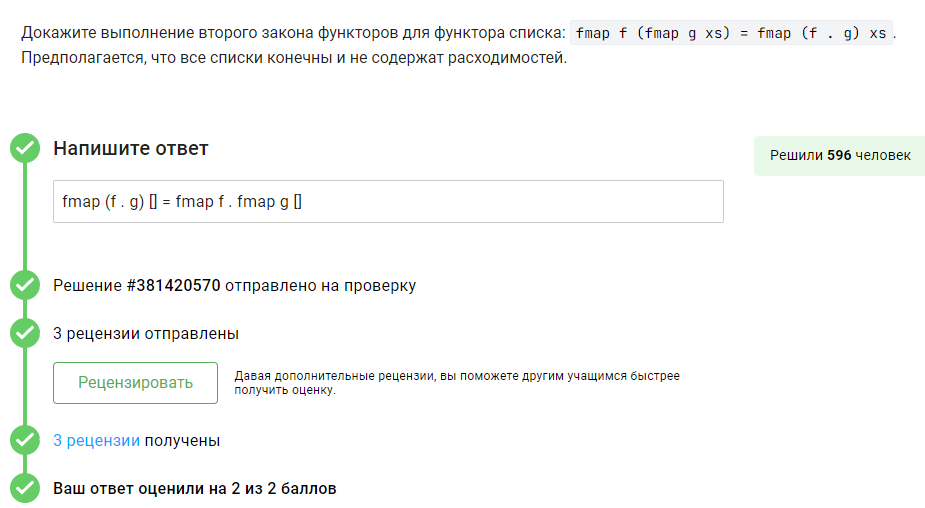 Докажите выполнение второго закона функторов для функтора списка: fmap f (fmap g xs) = fmap (f . g) xs.
Предполагается, что все списки конечны и не содержат расходимостей.
Напишите ответ
Решили 596 человек
fmap (f . g) [] = fmap f . fmap g []
Решение #381420570 отправлено на проверку
3 рецензии отправлены
Рецензировать
Давая дополнительные рецензии, вы поможете другим учащимся быстрее
получить оценку.
3 рецензии получены
Ваш ответ оценили на 2 из 2 баллов